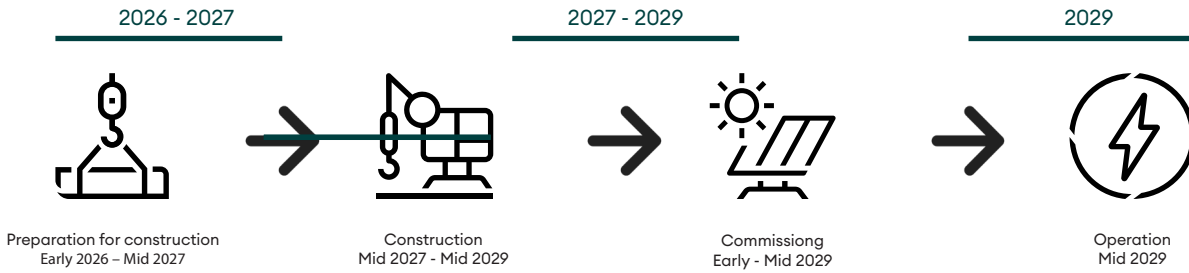 2026 - 2027
2027 - 2029
2029
Preparation for construction
Early 2026 – Mid 2027
Construction
Mid 2027 - Mid 2029
Commissiong
Early - Mid 2029
Operation
Mid 2029